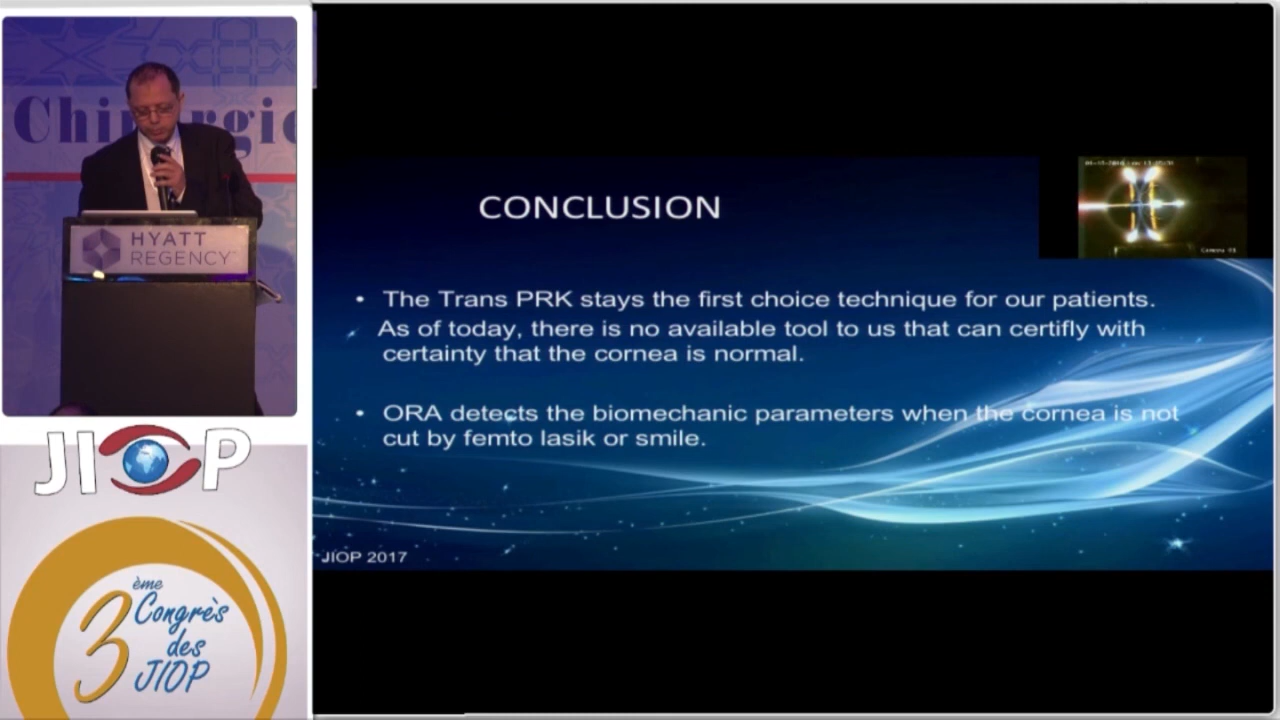 Chirurgie
HYATT
REGENCY
JIOP
3ème
Congrès
des
JIOP
CONCLUSION
• The Trans PRK stays the first choice technique for our patients.
As of today, there is no available tool to us that can certifly with
certainty that the cornea is normal.
• ORA detects the biomechanic parameters when the cornea is not
cut by femto lasik or smile.
JIOP 2017